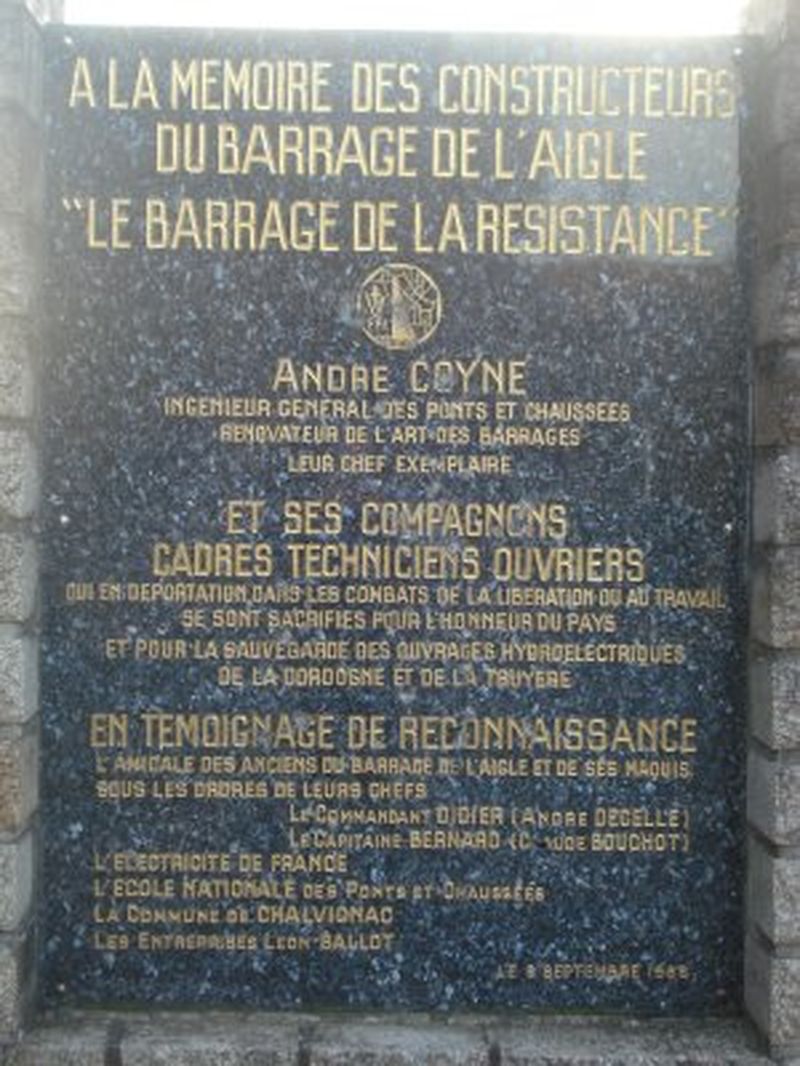 A LA MEMOIRE DES CONSTRUCTEURS
DU BARRAGE DE L'AIGLE
"LE BARRAGE DE LA RESISTANCE"
ANDRE COYNE
INGENIEUR GENERAL DES PONTS ET CHAUSSEES
RENOVATEUR DE L'ART DES BARRAGES
LEUR CHEF EXEMPLAIRE
ET SES COMPAGNONS
CADRES TECHNICIENS OUVRIERS
QUI EN DEPORTATION, DANS LES COMBATS DE LA LIBERATION OU AU TRAVAIL
SE SONT SACRIFIES POUR L'HONNEUR DU PAYS
ET POUR LA SAUVEGARDE DES OUVRAGES HYDROELECTRIQUES
DE LA DORDOGNE ET DE LA TRUYERE
EN TEMOIGNAGE DE RECONNAISSANCE
L'AMICALE DES ANCIENS DU BARRAGE DE L'AIGLE ET DE SES MAQUIS
SOUS LES ORDRES DE LEURS CHEFS
LE COMMANDANT DIDIER (ANDRE DECELLE)
LE CAPITAINE BERNARD (CLAUDE BOUCHOT)
L'ELECTRICITE DE FRANCE
L'ECOLE NATIONALE DES PONTS ET CHAUSSEES
LA COMMUNE DE CHALVIGNAC
LES ENTREPRISES LEON BALLOT
LE SEPTEMBRE